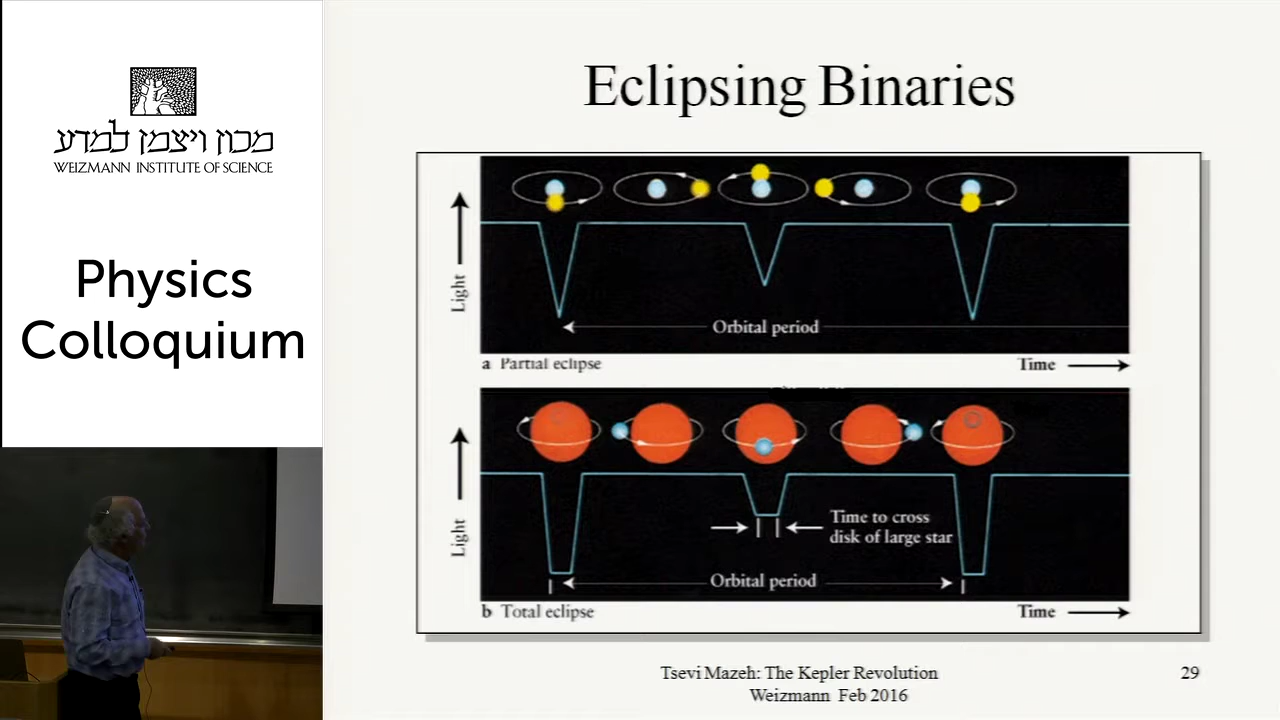 מכון ויצמן למדע
WEIZMANN INSTITUTE OF SCIENCE
Physics
Colloquium
Eclipsing Binaries
Light
Orbital period
a Partial eclipse
Time
Light
Time to cross
disk of large star
Orbital period
b Total eclipse
Time
Tsevi Mazeh: The Kepler Revolution
Weizmann Feb 2016
29